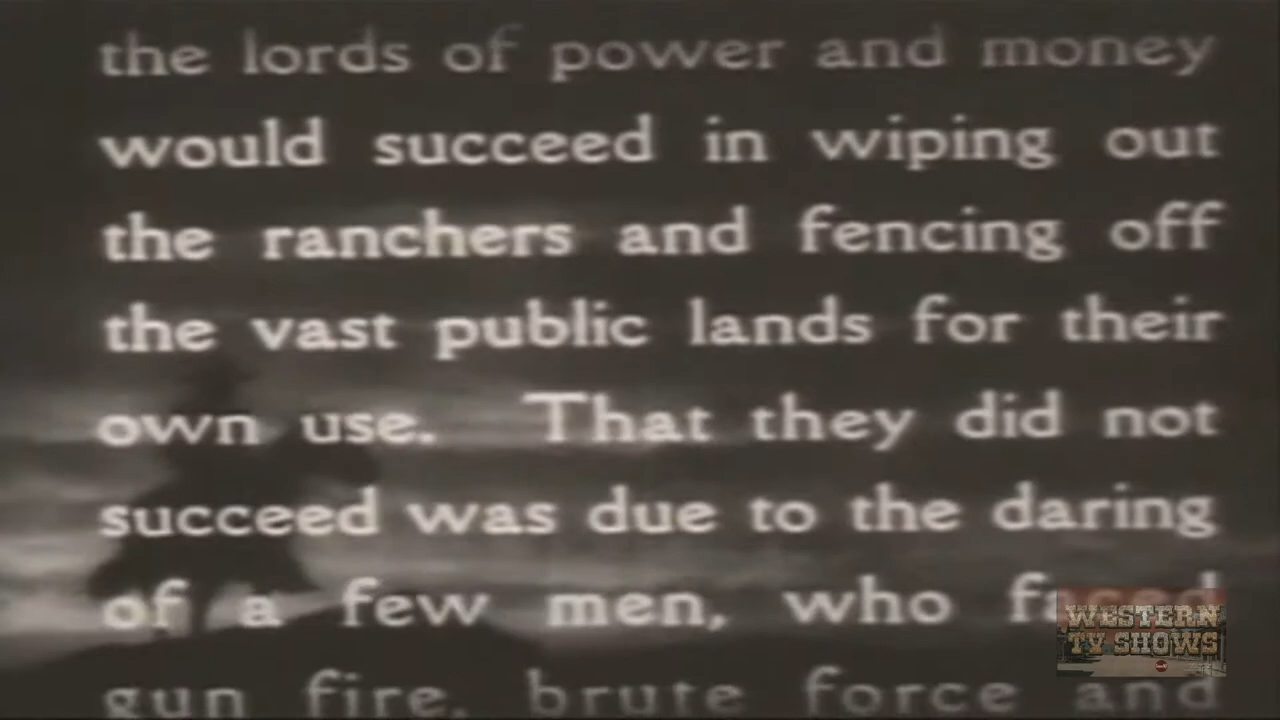 the lords of power and money
would succeed in wiping out
the ranchers and fencing off
the vast public lands for their
own use. That they did not
succeed was due to the daring
of a few men, who faced
gun fire, brute force and
WESTERN
TV SHOWS